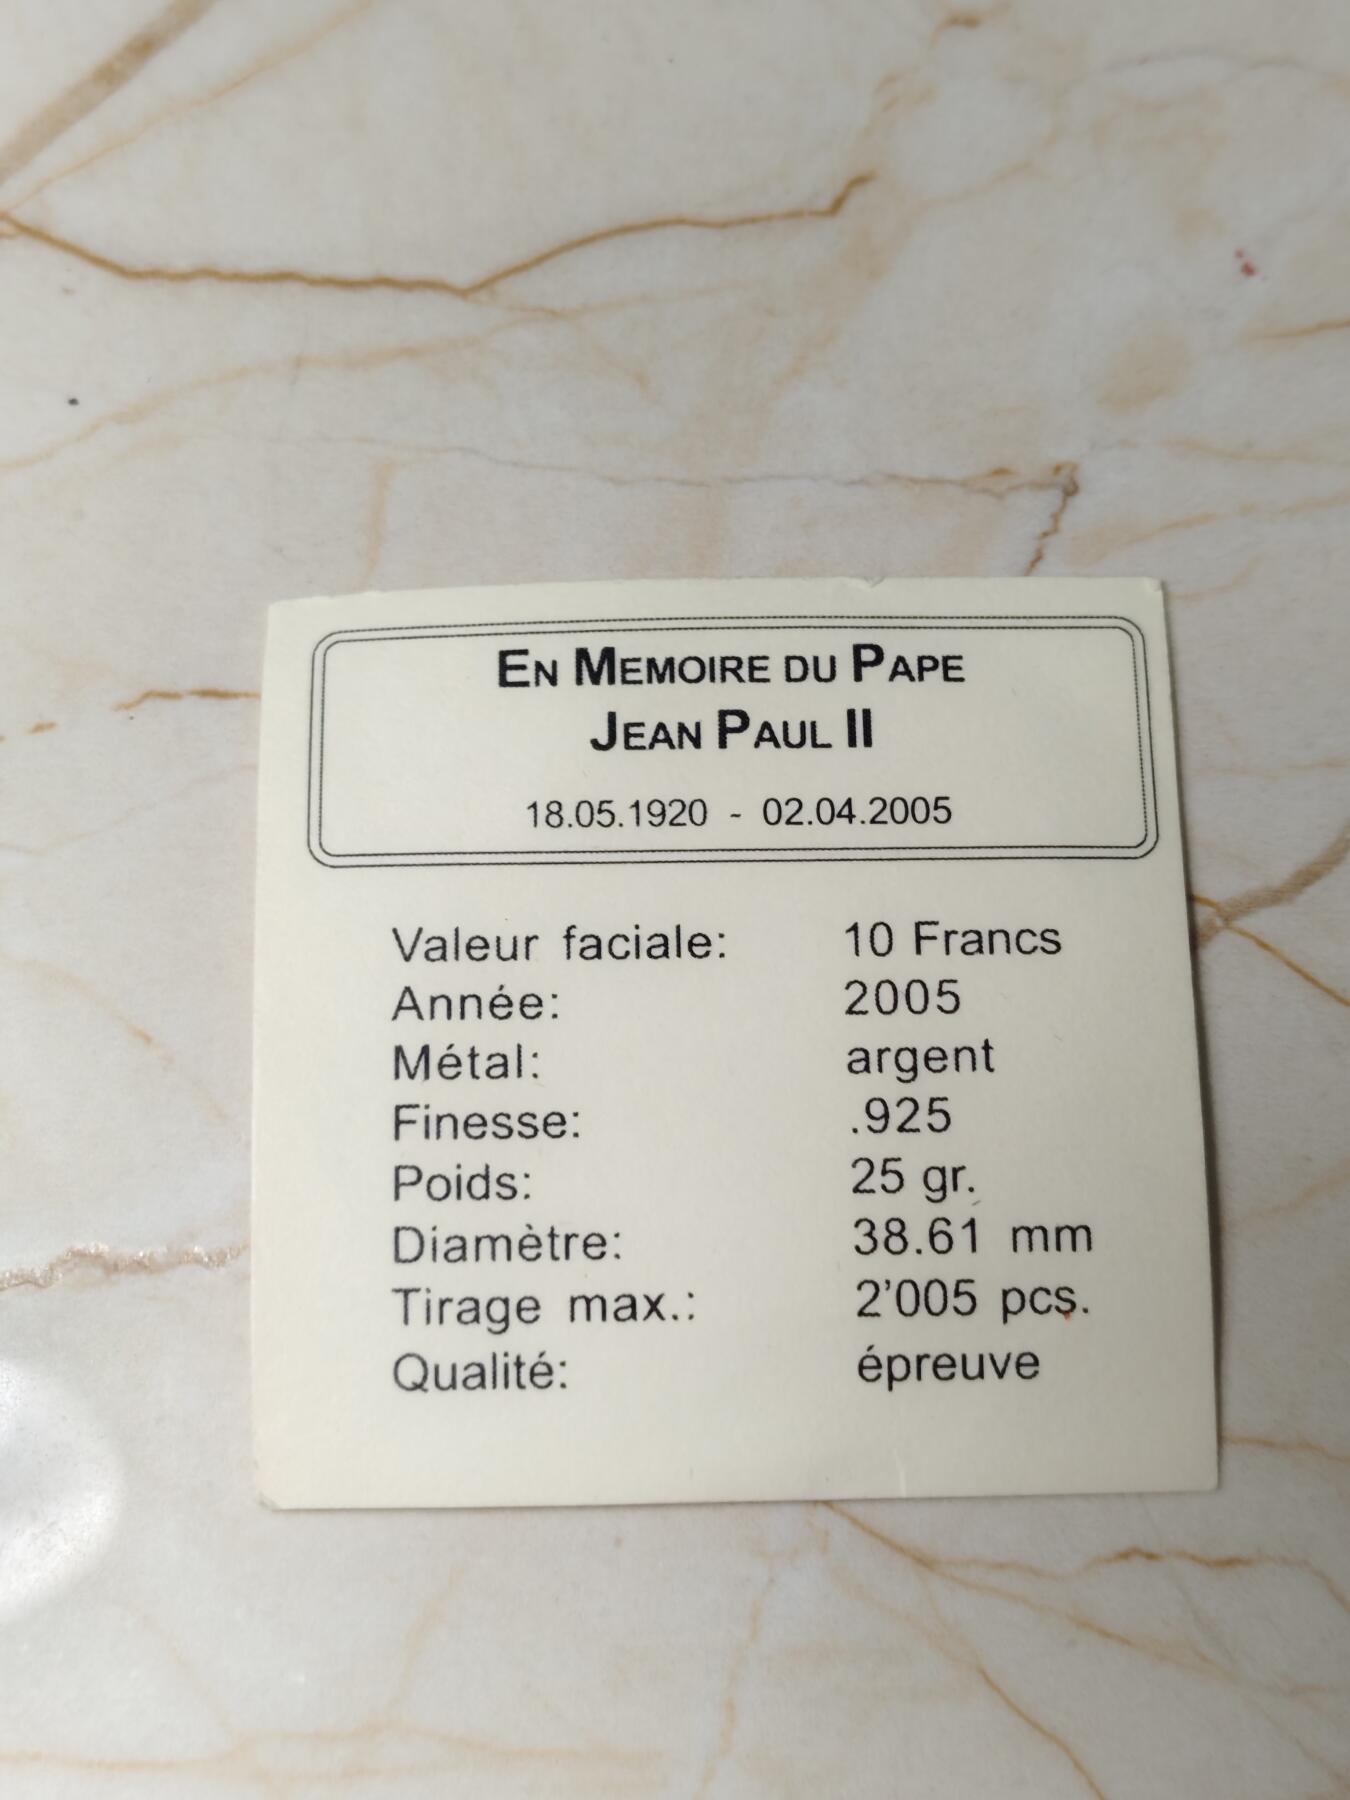 EN MEMOIRE DU PAPE
JEAN PAUL II
18.05.1920 - 02.04.2005
Valeur faciale: 10 Francs
Année: 2005
Métal: argent
Finesse: .925
Poids: 25 gr.
Diamètre: 38.61 mm
Tirage max.: 2'005 pcs.
Qualité: épreuve